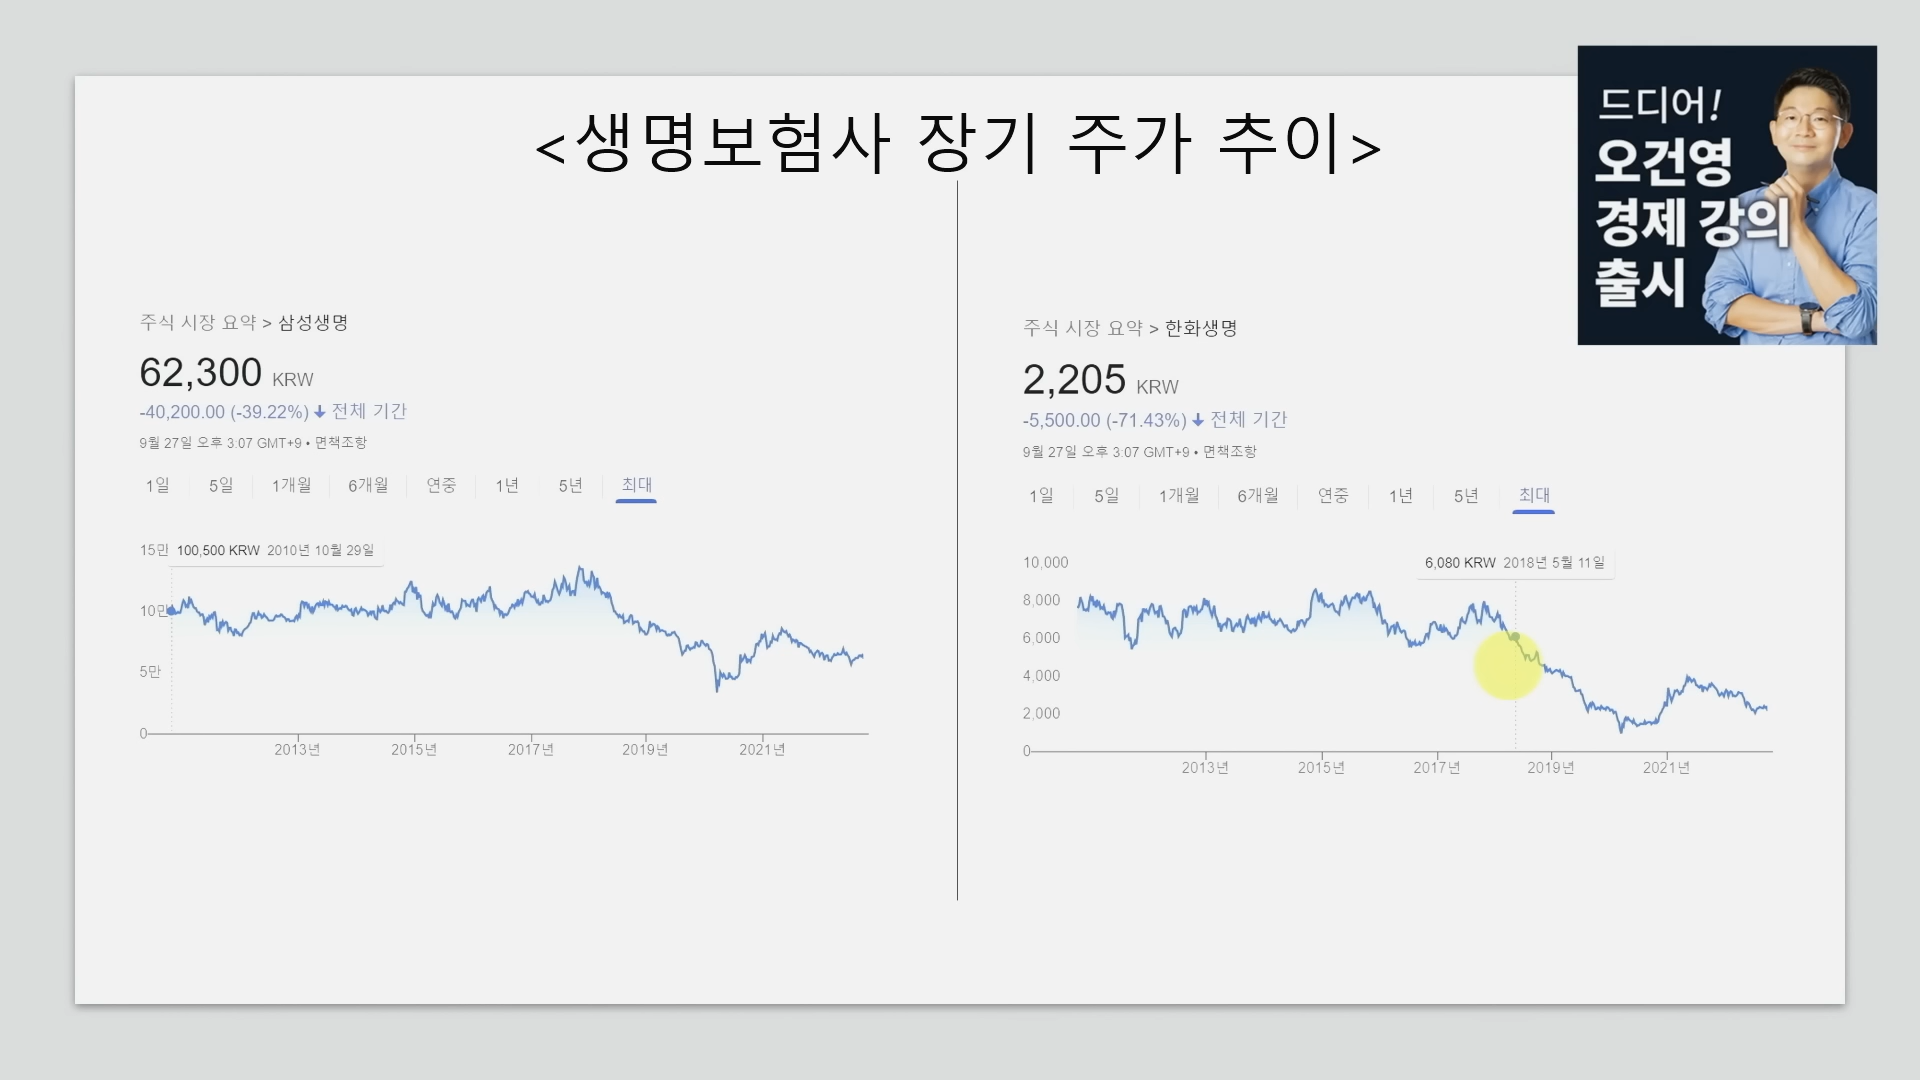 <생명보험사 장기 주가 추이>
드디어!
오건영
경제 강의
출시
주식 시장 요약 > 삼성생명
62,300 KRW
-40,200.00 (-39.22%) ↓ 전체 기간
9월 27일 오후 3:07 GMT+9 • 면책조항
1일 5일 1개월 6개월 연중 1년 5년 최대
100,500 KRW 2010년 10월 29일
15만
10만
5만
0
2013년 2015년 2017년 2019년 2021년
주식 시장 요약 > 한화생명
2,205 KRW
-5,500.00 (-71.43%) ↓ 전체 기간
9월 27일 오후 3:07 GMT+9 • 면책조항
1일 5일 1개월 6개월 연중 1년 5년 최대
6,080 KRW 2018년 5월 11일
10,000
8,000
6,000
4,000
2,000
0
2013년 2015년 2017년 2019년 2021년